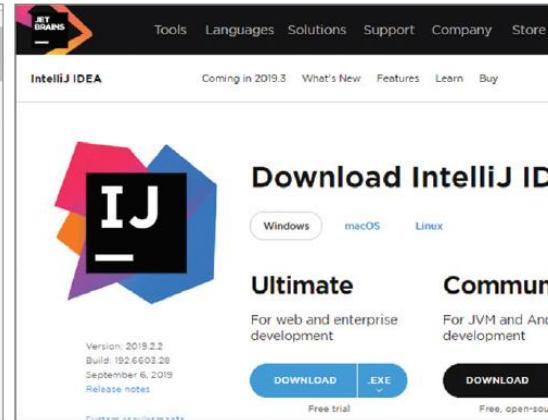 JET
BRAINS
Tools Languages Solutions Support Company Store
IntelliJ IDEA
Coming in 2019.3 What's New Features Learn Buy
IJ
Download IntelliJ ID
Windows macOS Linux
Ultimate
For web and enterprise
development
DOWNLOAD .EXE
Free trial
Commun
For JVM and And
development
DOWNLOAD
Free, open-sou
Version: 2019.2.2
Build: 192.6603.28
September 6, 2019
Release notes
System requirements